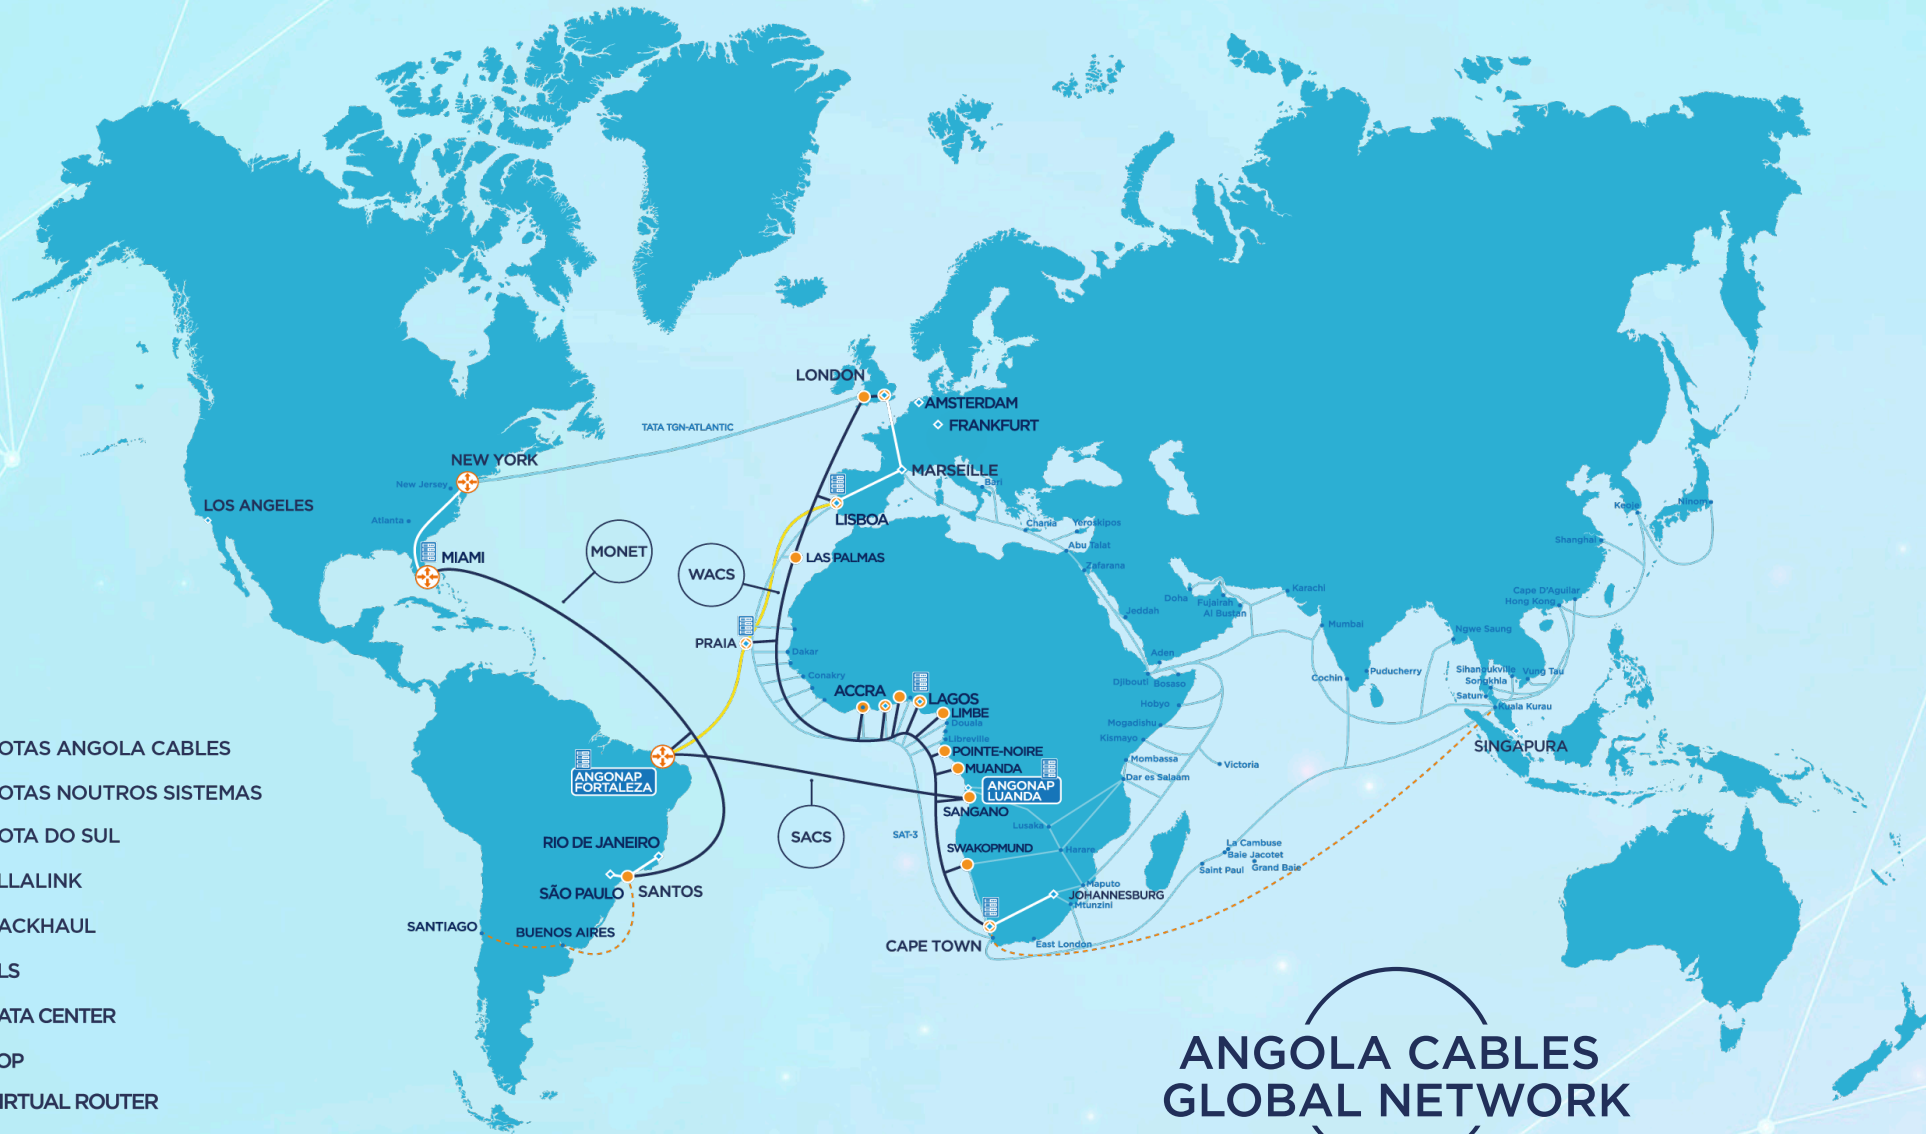 LONDON
AMSTERDAM
FRANKFURT
TATA TGN-ATLANTIC
NEW YORK
MARSEILLE
New Jersey
Bari
LOS ANGELES
Atlanta
LISBOA
Chania
Yeroskipos
Keoje
Ninomi
MIAMI
MONET
WACS
LAS PALMAS
Abu Talat
Zafarana
Shanghai
Karachi
Doha
Fujairah
Al Bustan
Cape D'Aguilar
Hong Kong
Jeddah
Mumbai
Ngwe Saung
PRAIA
Dakar
Aden
Conakry
Djibouti
Bosaso
Cochin
Puducherry
Sihanoukville
Songkhla
Vung Tau
Satun
ACCRA
LAGOS
LIMBE
Douala
Libreville
Hobyo
Mogadishu
Kismayo
Kuala Kurau
SINGAPURA
POINTE-NOIRE
MUANDA
Mombassa
Victoria
Dar es Salaam
ANGONAP
FORTALEZA
ANGONAP
LUANDA
SANGANO
SACS
SAT-3
Lusaka
RIO DE JANEIRO
SWAKOPMUND
Harare
La Cambuse
Baie Jacotet
Saint Paul
Grand Baie
SÃO PAULO
SANTOS
Maputo
JOHANNESBURG
Mtunzini
SANTIAGO
BUENOS AIRES
CAPE TOWN
East London
OTAS ANGOLA CABLES
OTAS NOUTROS SISTEMAS
OTA DO SUL
LLALINK
ACKHAUL
LS
ATA CENTER
OP
IRTUAL ROUTER
ANGOLA CABLES
GLOBAL NETWORK